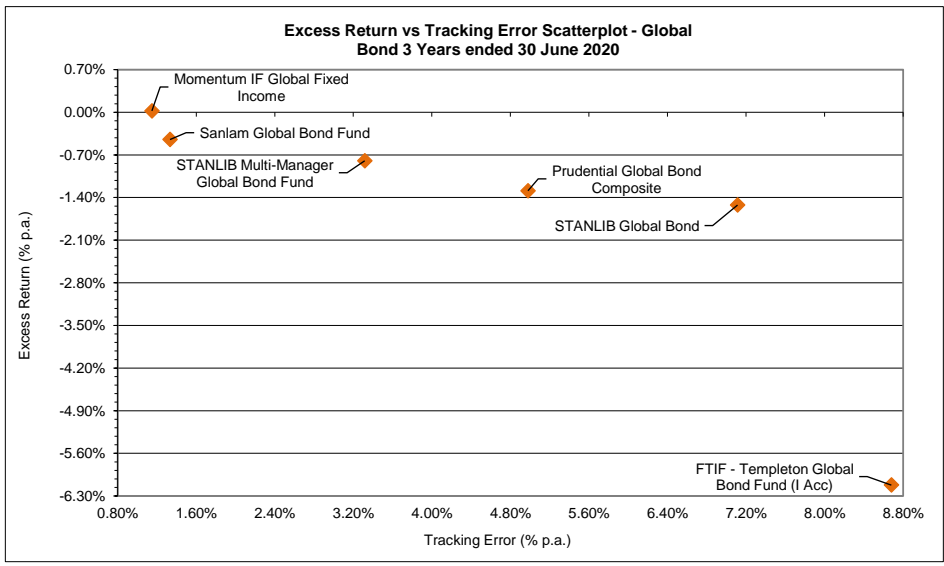 Excess Return vs Tracking Error Scatterplot - Global
Bond 3 Years ended 30 June 2020
0.70%
0.00%
-0.70%
-1.40%
-2.10%
-2.80%
-3.50%
-4.20%
-4.90%
-5.60%
-6.30%
Excess Return (% p.a.)
Momentum IF Global Fixed
Income
Sanlam Global Bond Fund
STANLIB Multi-Manager
Global Bond Fund
Prudential Global Bond
Composite
STANLIB Global Bond
FTIF - Templeton Global
Bond Fund (I Acc)
0.80% 1.60% 2.40% 3.20% 4.00% 4.80% 5.60% 6.40% 7.20% 8.00% 8.80%
Tracking Error (% p.a.)